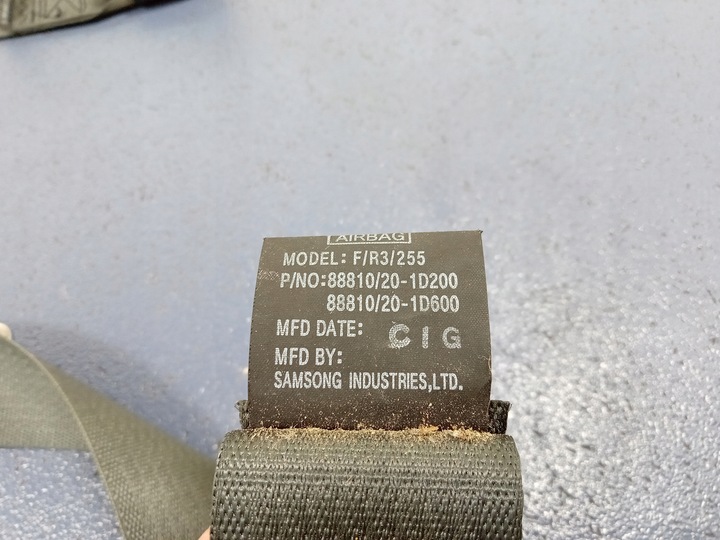 AIRBAG
MODEL: F/R3/255
P/NO:88810/20-1D200
88810/20-1D600
MFD DATE: C I G
MFD BY:
SAMSONG INDUSTRIES,LTD.